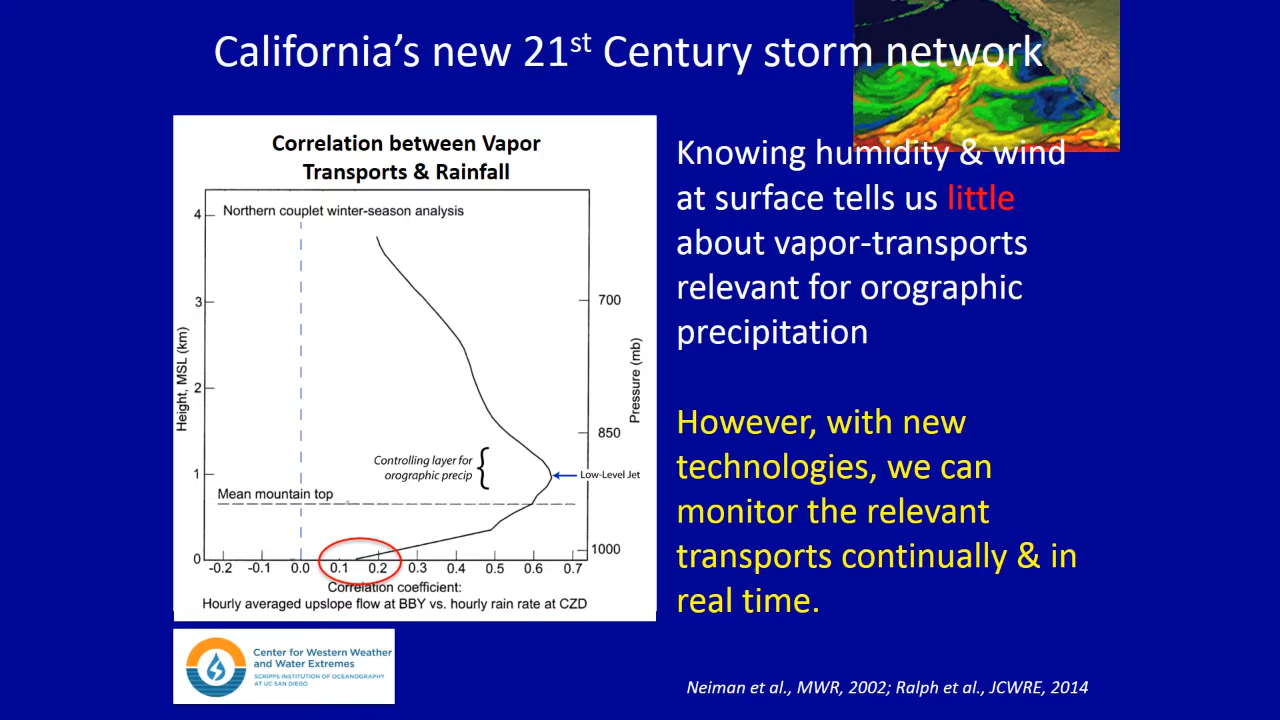 California's new 21st Century storm network
Correlation between Vapor
Transports & Rainfall
Northern couplet winter-season analysis
4
3
2
1
0
Height, MSL (km)
700
850
1000
Pressure (mb)
Controlling layer for
orographic precip
Low-Level Jet
Mean mountain top
-0.2 -0.1 0.0 0.1 0.2 0.3 0.4 0.5 0.6 0.7
Correlation coefficient:
Hourly averaged upslope flow at BBY vs. hourly rain rate at CZD
Knowing humidity & wind
at surface tells us little
about vapor-transports
relevant for orographic
precipitation
However, with new
technologies, we can
monitor the relevant
transports continually & in
real time.
Center for Western Weather
and Water Extremes
SCRIPPS INSTITUTION OF OCEANOGRAPHY
AT UC SAN DIEGO
Neiman et al., MWR, 2002; Ralph et al., JCWRE, 2014